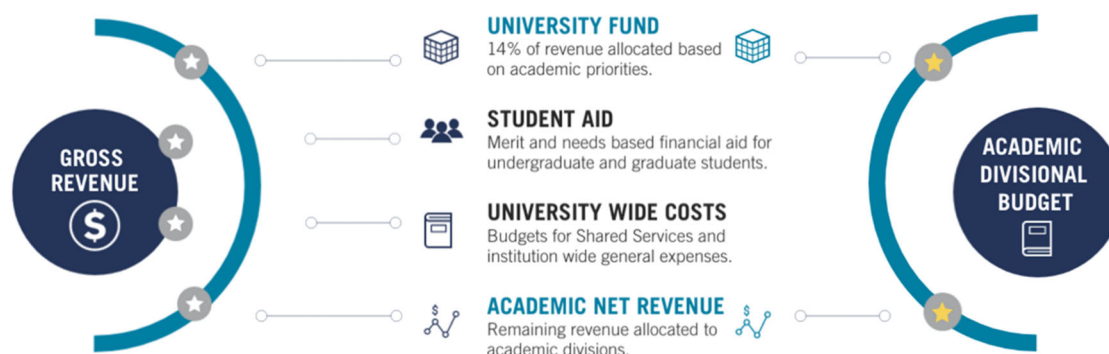 GROSS
REVENUE
$
UNIVERSITY FUND
14% of revenue allocated based
on academic priorities.
STUDENT AID
Merit and needs based financial aid for
undergraduate and graduate students.
UNIVERSITY WIDE COSTS
Budgets for Shared Services and
institution wide general expenses.
$
ACADEMIC NET REVENUE
$
Remaining revenue allocated to
academic divisions.
ACADEMIC
DIVISIONAL
BUDGET